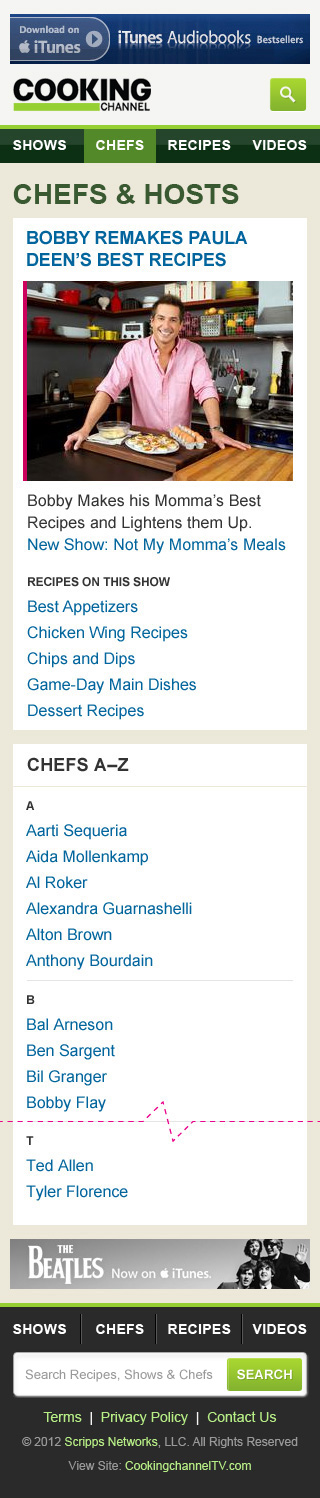 Download on
iTunes
iTunes Audiobooks Bestsellers
COOKING
CHANNEL
SHOWS CHEFS RECIPES VIDEOS
CHEFS & HOSTS
BOBBY REMAKES PAULA
DEEN'S BEST RECIPES
Bobby Makes his Momma's Best
Recipes and Lightens them Up.
New Show: Not My Momma's Meals
RECIPES ON THIS SHOW
Best Appetizers
Chicken Wing Recipes
Chips and Dips
Game-Day Main Dishes
Dessert Recipes
CHEFS A–Z
A
Aarti Sequeria
Aida Mollenkamp
Al Roker
Alexandra Guarnashelli
Alton Brown
Anthony Bourdain
B
Bal Arneson
Ben Sargent
Bil Granger
Bobby Flay
T
Ted Allen
Tyler Florence
THE
BEATLES Now on iTunes.
SHOWS CHEFS RECIPES VIDEOS
Search Recipes, Shows & Chefs SEARCH
Terms | Privacy Policy | Contact Us
© 2012 Scripps Networks, LLC. All Rights Reserved
View Site: CookingchannelTV.com